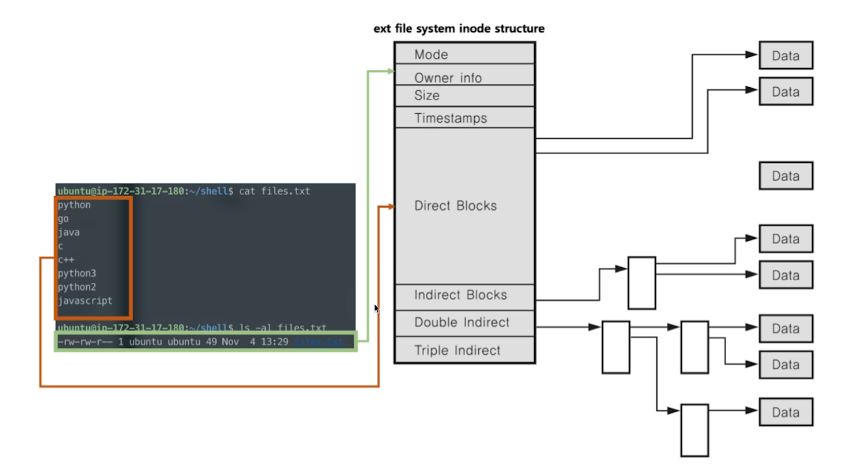 ext file system inode structure
Mode
Owner info
Size
Timestamps
Direct Blocks
Indirect Blocks
Double Indirect
Triple Indirect
Data
Data
Data
Data
Data
Data
Data
Data
ubuntu@ip-172-31-17-180:~/shell$ cat files.txt
python
go
java
c
c++
python3
python2
javascript
ubuntu@ip-172-31-17-180:~/shell$ ls -al files.txt
-rw-rw-r-- 1 ubuntu ubuntu 49 Nov  4 13:29 files.txt